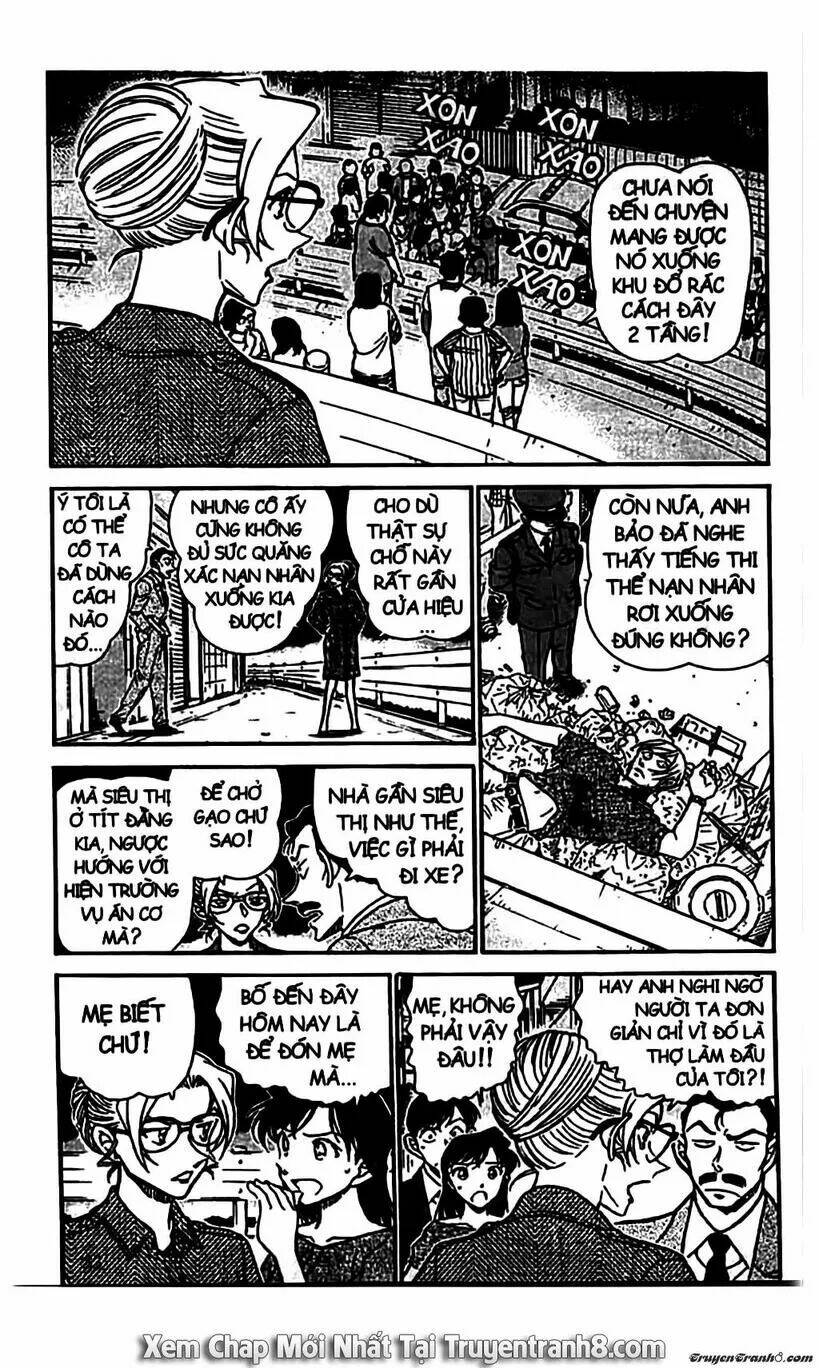 XÔN
XAO
XÔN
XAO
XÔN
XAO
CHƯA NÓI
ĐẾN CHUYỆN
MANG ĐƯỢC
NÓ XUỐNG
KHU ĐỔ RÁC
CÁCH ĐÂY
2 TẦNG!
CÒN NỮA, ANH
BẢO ĐÃ NGHE
THẤY TIẾNG THI
THỂ NẠN NHÂN
RƠI XUỐNG
ĐÚNG KHÔNG?
CHO DÙ
THẬT SỰ
CHỖ NÀY
RẤT GẦN
CỬA HIỆU
...
NHƯNG CÔ ẤY
CŨNG KHÔNG
ĐỦ SỨC QUĂNG
XÁC NẠN NHÂN
XUỐNG KIA
ĐƯỢC!
Ý TÔI LÀ
CÓ THỂ
CÔ TA
ĐÃ DÙNG
CÁCH
NÀO
ĐÓ...
NHÀ GẦN SIÊU
THỊ NHƯ THẾ,
VIỆC GÌ PHẢI
ĐI XE?
ĐỂ CHỞ
GẠO CHỨ
SAO!
MÀ SIÊU THỊ
Ở TÍT ĐẰNG
KIA, NGƯỢC
HƯỚNG VỚI
HIỆN TRƯỜNG
VỤ ÁN CƠ
MÀ?
HAY ANH NGHI NGỜ
NGƯỜI TA ĐƠN
GIẢN CHỈ VÌ ĐÓ LÀ
THỢ LÀM ĐẦU
CỦA TÔI?!
MẸ, KHÔNG
PHẢI VẬY
ĐÂU!!
BỐ ĐẾN ĐÂY
HÔM NAY LÀ
ĐỂ ĐÓN MẸ
MÀ...
MẸ BIẾT
CHỨ!
Xem Chap Mới Nhất Tại Truyentranh8.com
TruyenTranh8.com